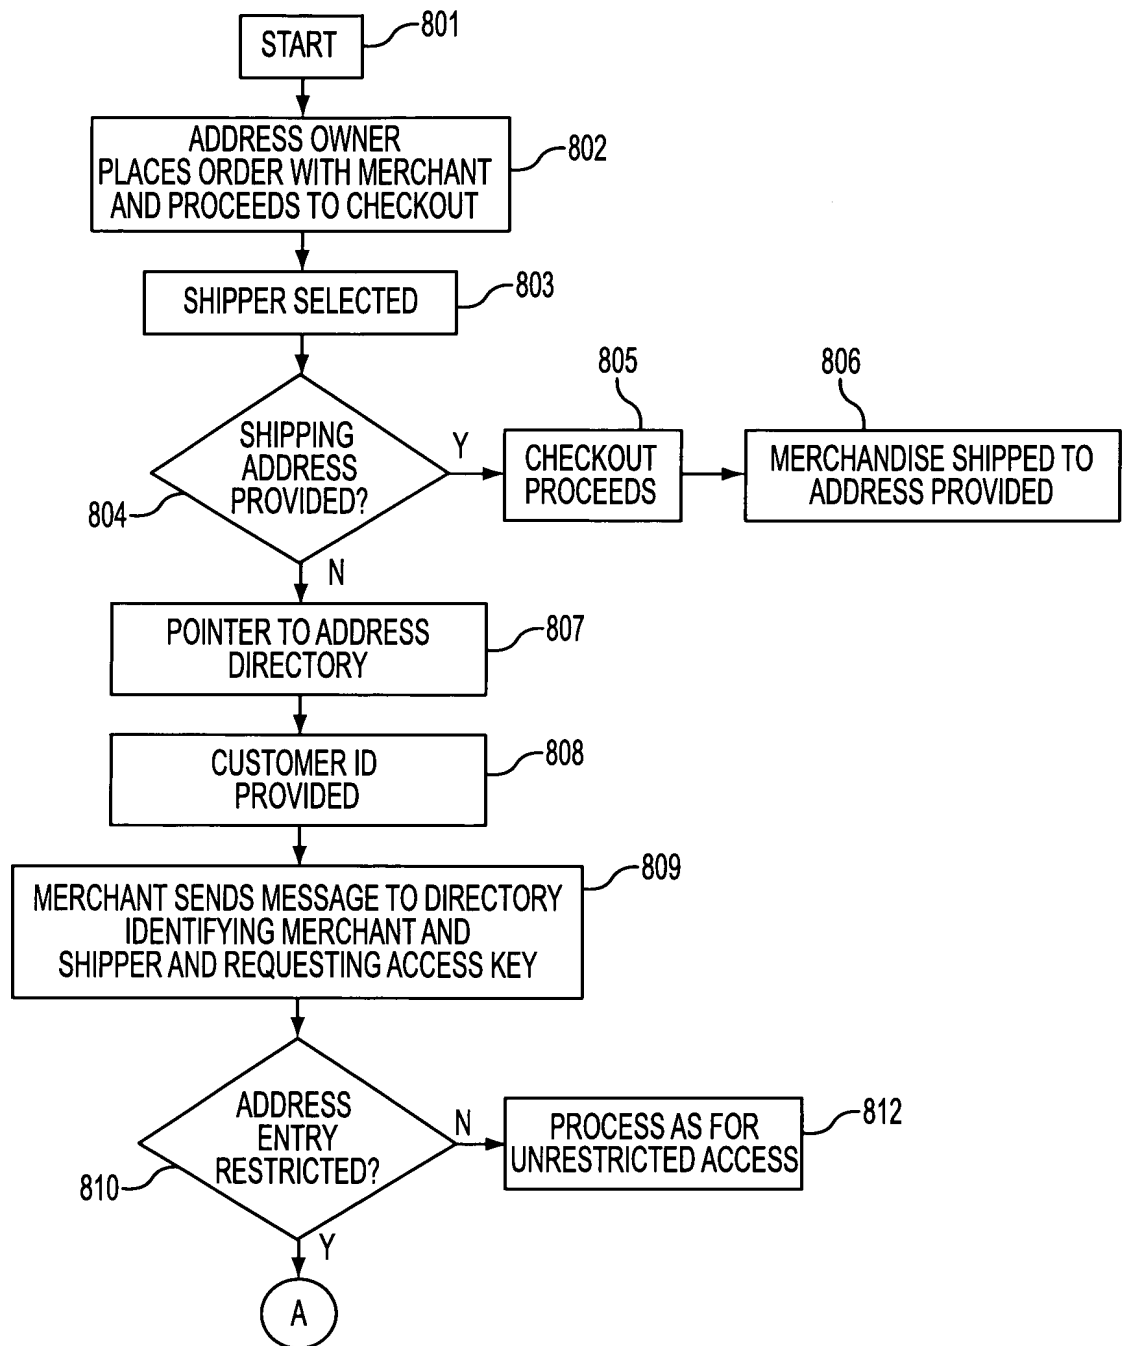 START
801
ADDRESS OWNER
PLACES ORDER WITH MERCHANT
AND PROCEEDS TO CHECKOUT
802
SHIPPER SELECTED
803
SHIPPING
ADDRESS
PROVIDED?
804
Y
805
CHECKOUT
PROCEEDS
806
MERCHANDISE SHIPPED TO
ADDRESS PROVIDED
N
POINTER TO ADDRESS
DIRECTORY
807
CUSTOMER ID
PROVIDED
808
MERCHANT SENDS MESSAGE TO DIRECTORY
IDENTIFYING MERCHANT AND
SHIPPER AND REQUESTING ACCESS KEY
809
ADDRESS
ENTRY
RESTRICTED?
810
N
PROCESS AS FOR
UNRESTRICTED ACCESS
812
Y
A